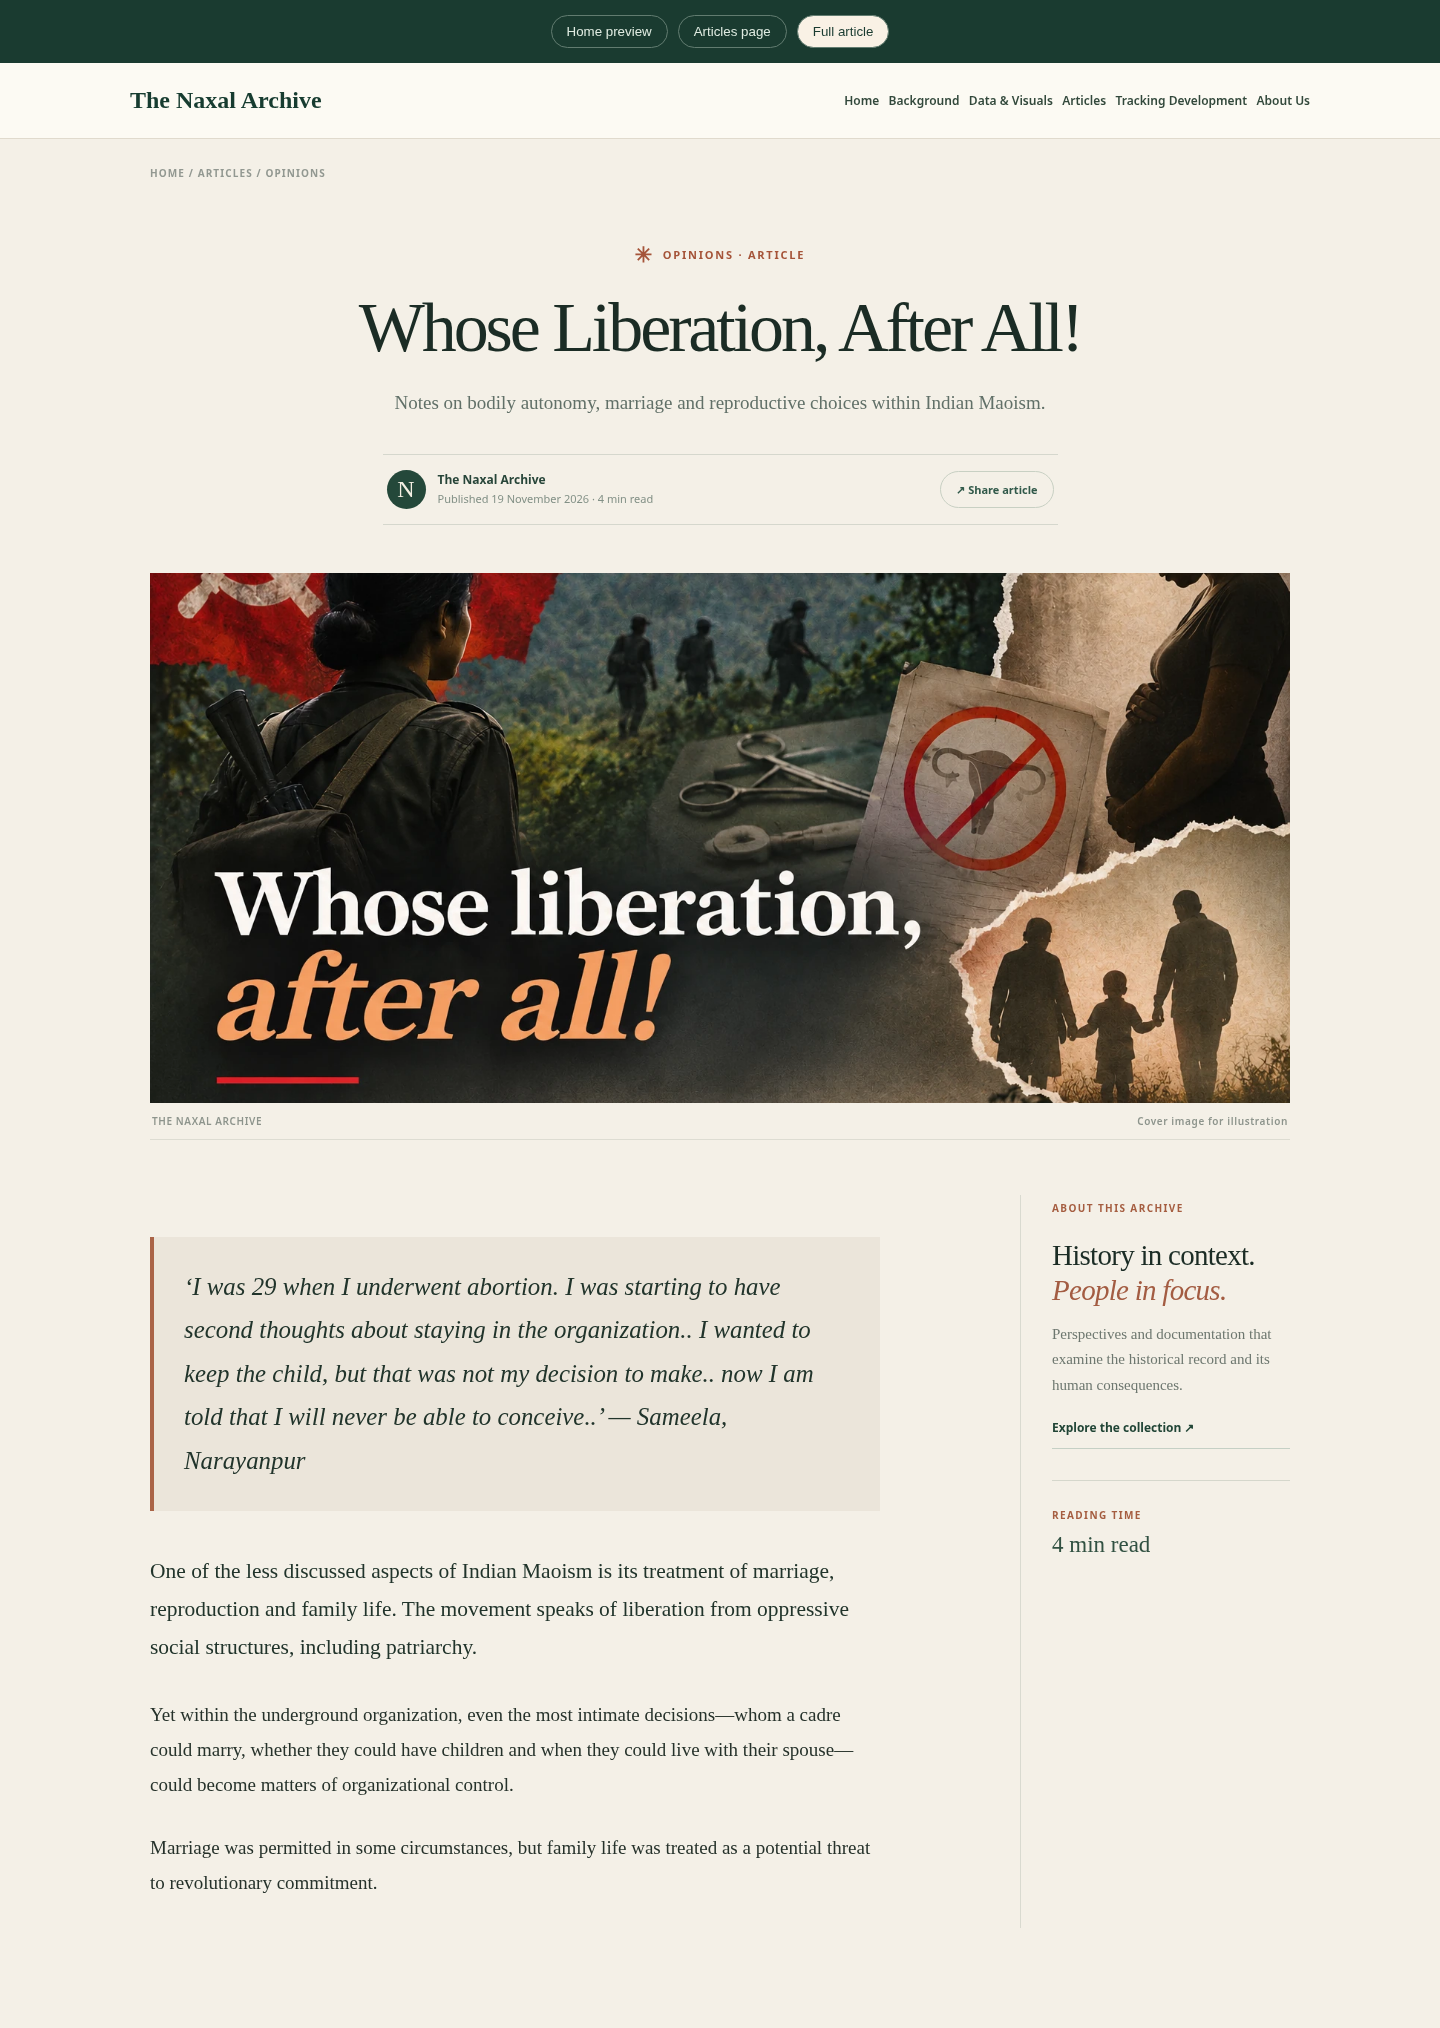 Home preview
Articles page
Full article
The Naxal Archive
Home Background Data & Visuals Articles Tracking Development About Us
HOME / ARTICLES / OPINIONS
OPINIONS · ARTICLE
Whose Liberation, After All!
Notes on bodily autonomy, marriage and reproductive choices within Indian Maoism.
N
The Naxal Archive
Published 19 November 2026 · 4 min read
↗ Share article
Whose liberation,
after all!
THE NAXAL ARCHIVE
Cover image for illustration
‘I was 29 when I underwent abortion. I was starting to have
second thoughts about staying in the organization.. I wanted to
keep the child, but that was not my decision to make.. now I am
told that I will never be able to conceive..’ — Sameela,
Narayanpur
One of the less discussed aspects of Indian Maoism is its treatment of marriage,
reproduction and family life. The movement speaks of liberation from oppressive
social structures, including patriarchy.
Yet within the underground organization, even the most intimate decisions—whom a cadre
could marry, whether they could have children and when they could live with their spouse—
could become matters of organizational control.
Marriage was permitted in some circumstances, but family life was treated as a potential threat
to revolutionary commitment.
ABOUT THIS ARCHIVE
History in context.
People in focus.
Perspectives and documentation that
examine the historical record and its
human consequences.
Explore the collection ↗
READING TIME
4 min read